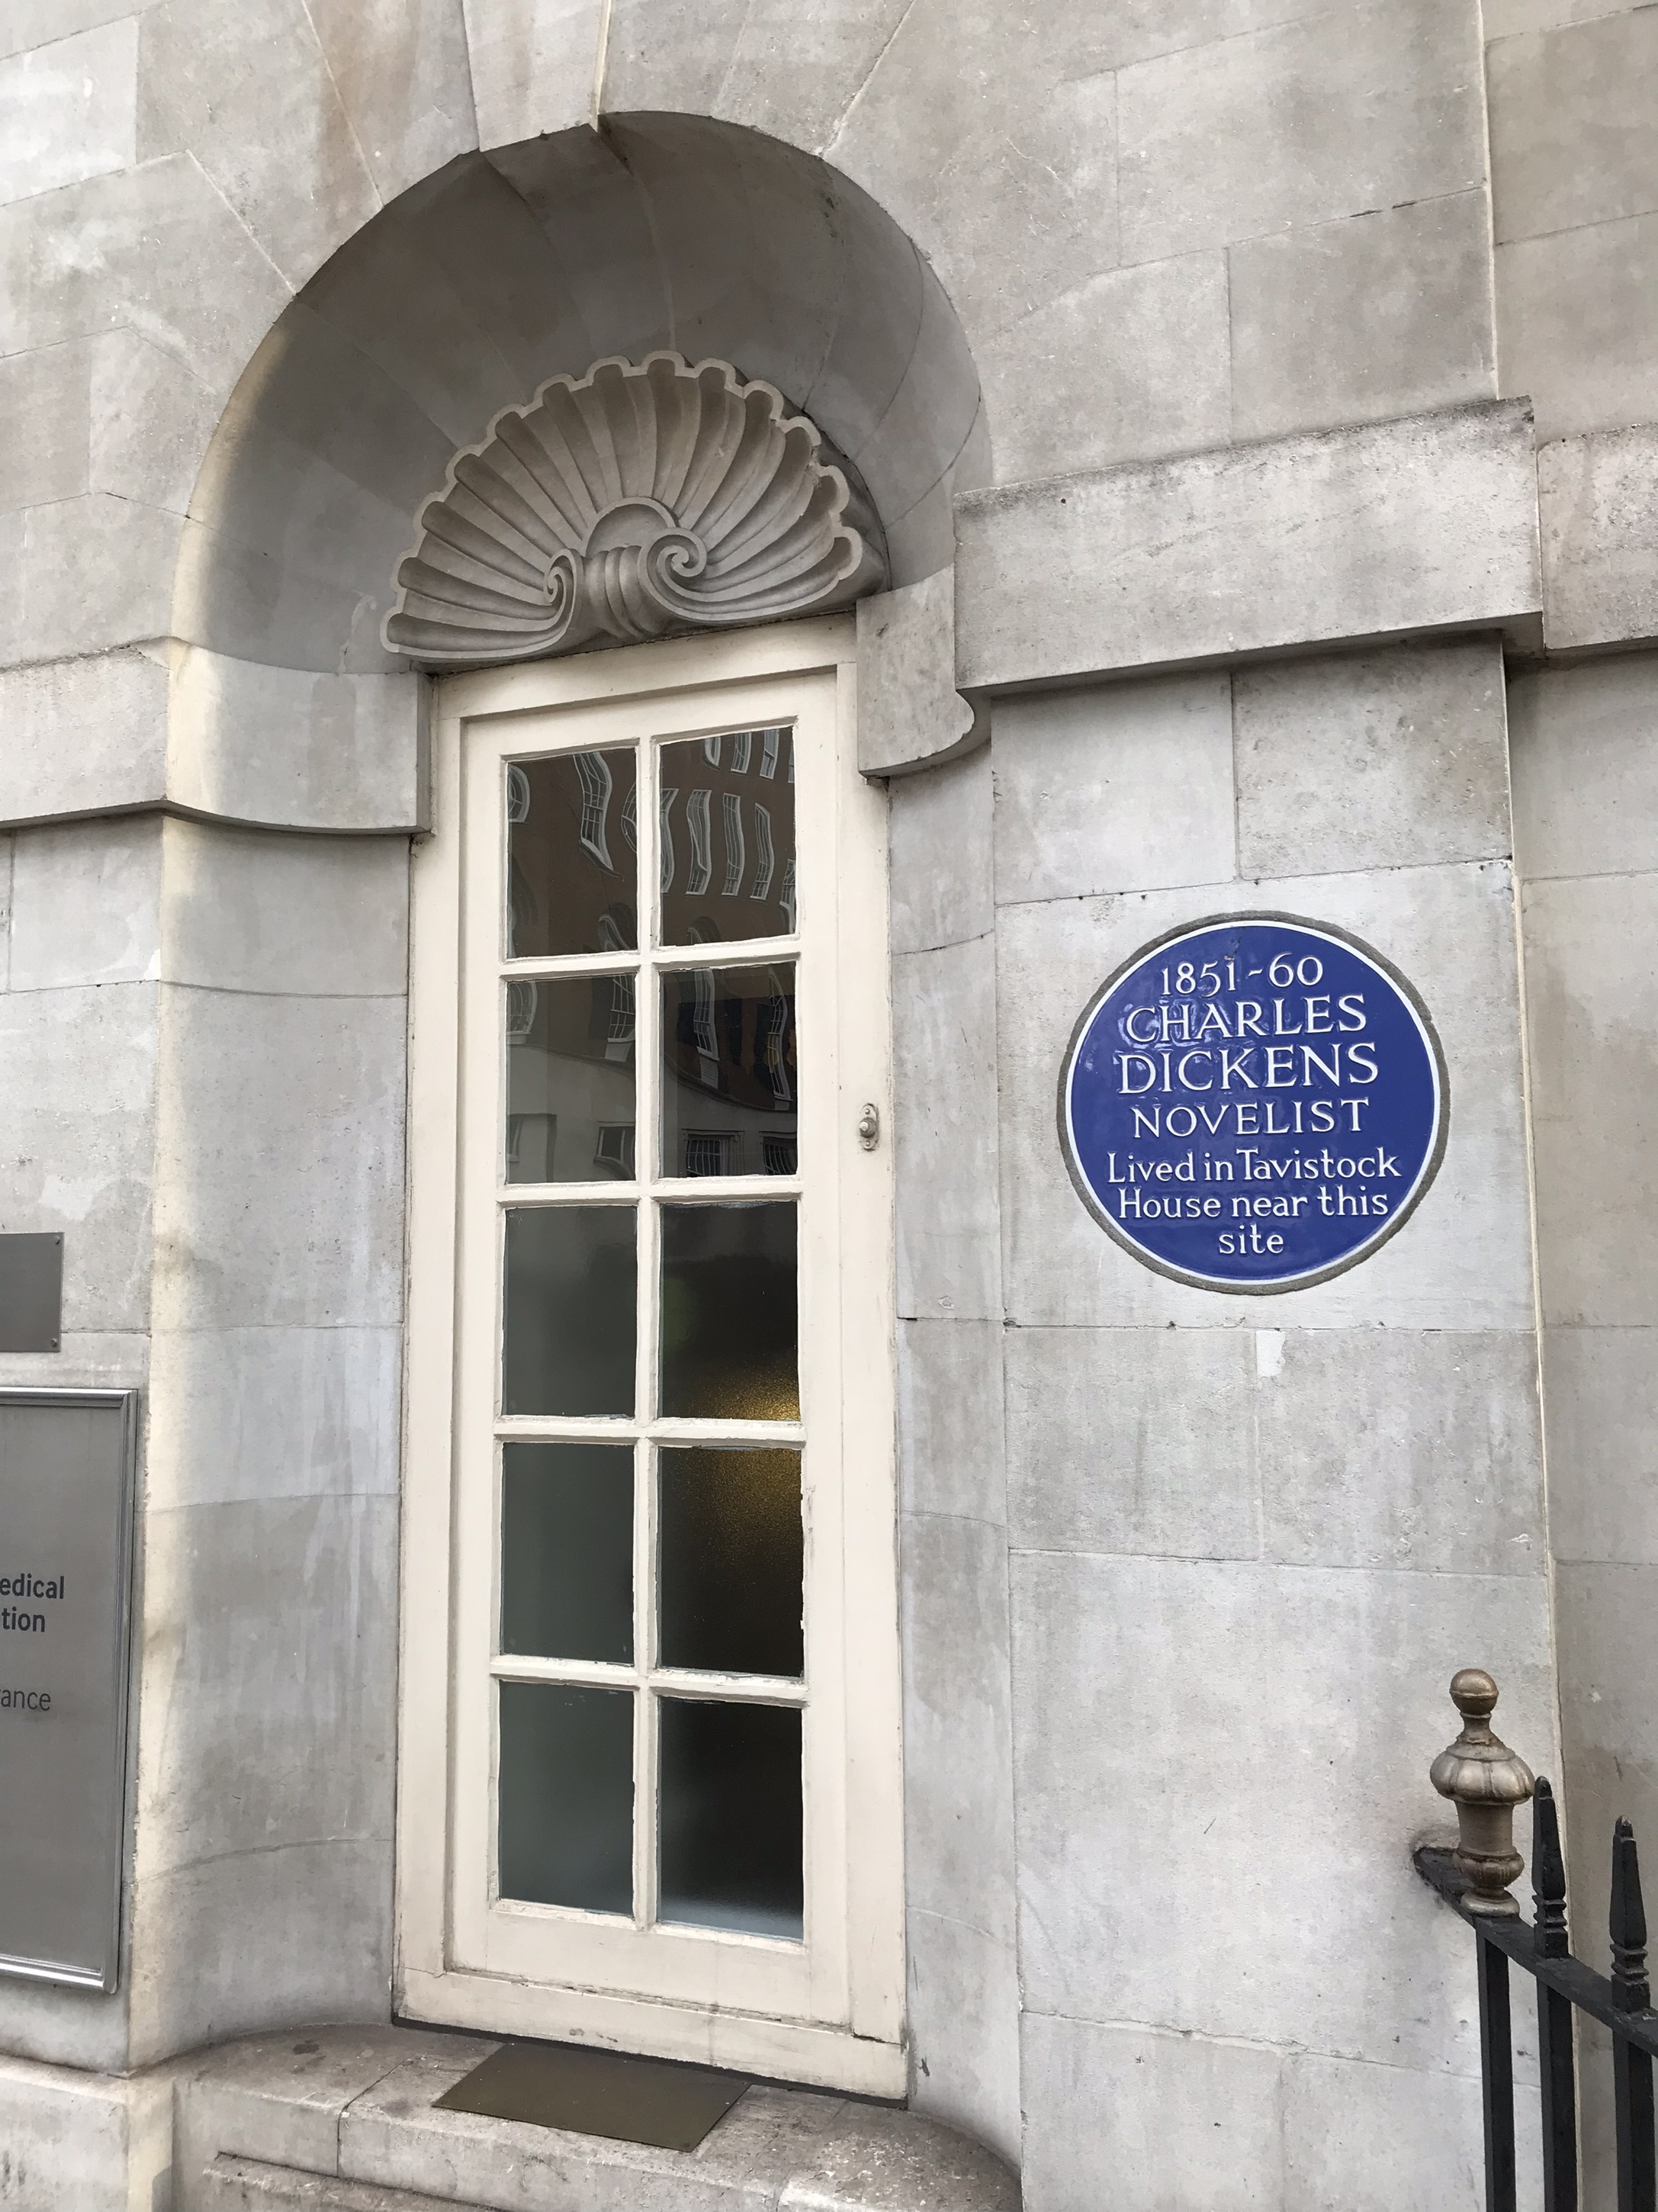 1851-60
CHARLES
DICKENS
NOVELIST
Lived in Tavistock
House near this
site
edical
tion
ance